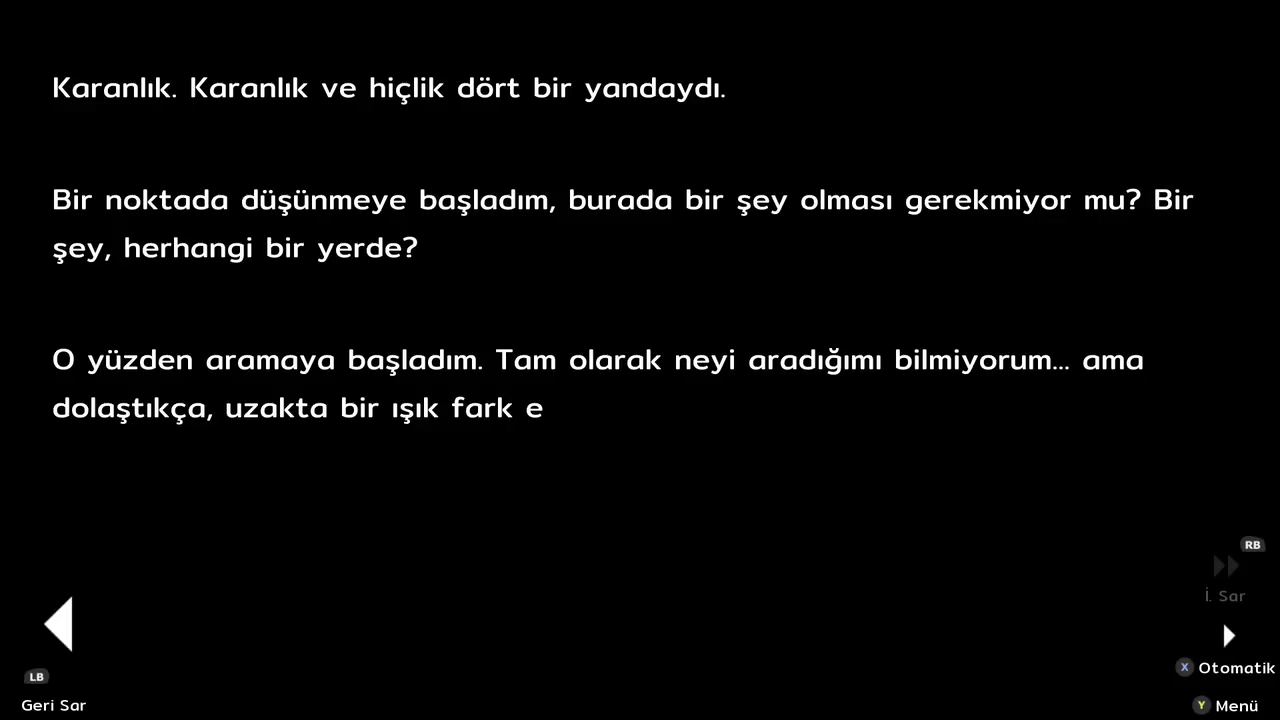 Karanlık. Karanlık ve hiçlik dört bir yandaydı.
Bir noktada düşünmeye başladım, burada bir şey olması gerekmiyor mu? Bir
şey, herhangi bir yerde?
O yüzden aramaya başladım. Tam olarak neyi aradığımı bilmiyorum... ama
dolaştıkça, uzakta bir ışık fark e
RB
İ. Sar
LB
X Otomatik
Geri Sar
Y Menü